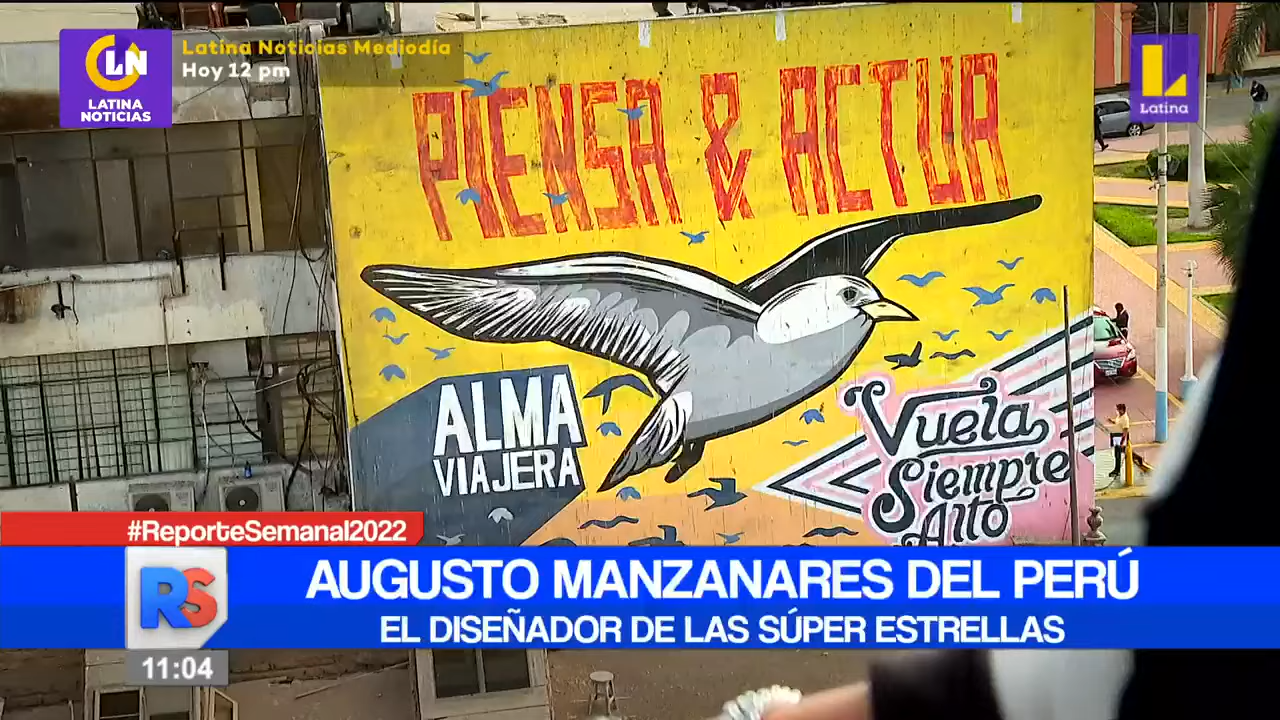 LN
LATINA
NOTICIAS
Latina Noticias Mediodía
Hoy 12 pm
Latina
PIENSA & ACTUA
ALMA
VIAJERA
Vuela
Siempre
Alto
#ReporteSemanal2022
RS
AUGUSTO MANZANARES DEL PERÚ
EL DISEÑADOR DE LAS SÚPER ESTRELLAS
11:04